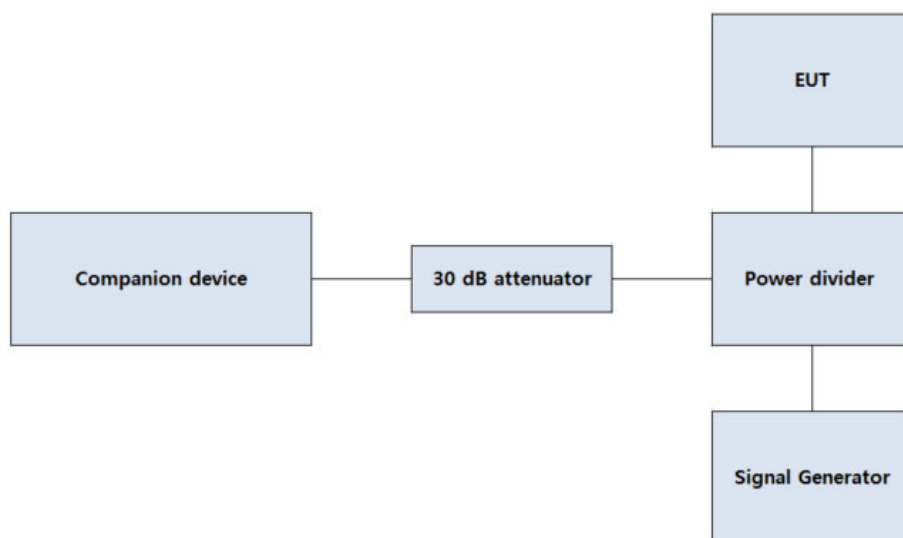 EUT
Companion device
30 dB attenuator
Power divider
Signal Generator